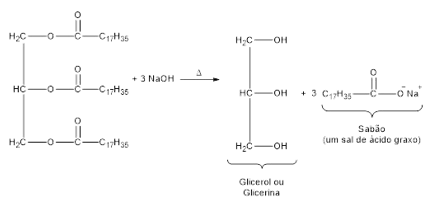 H₂C—O—C—C₁₇H₃₅
O
HC—O—C—C₁₇H₃₅
O
H₂C—O—C—C₁₇H₃₅
O
+ 3 NaOH
Δ
H₂C—OH
HC—OH
H₂C—OH
Glicerol ou
Glicerina
+ 3 C₁₇H₃₅—C—O⁻ Na⁺
O
Sabão
(um sal de ácido graxo)